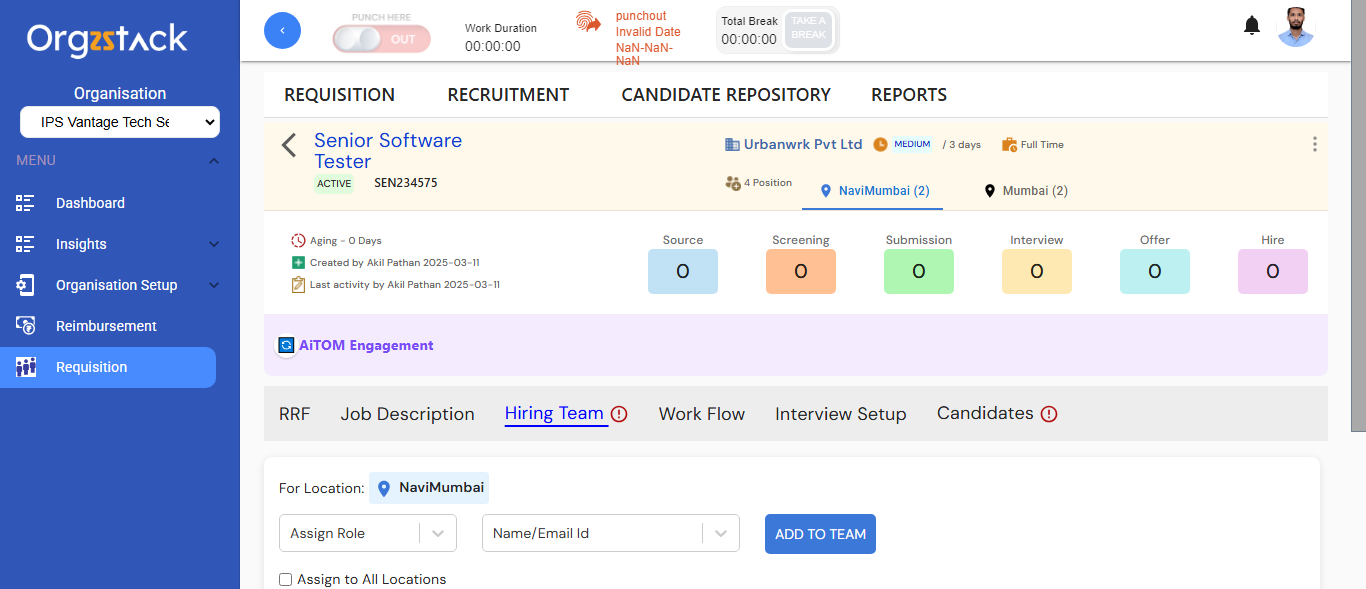 Orgzstack
Organisation
IPS Vantage Tech Se
MENU
Dashboard
Insights
Organisation Setup
Reimbursement
Requisition
PUNCH HERE
OUT
Work Duration
00:00:00
punchout
Invalid Date
NaN-NaN-
NaN
Total Break
00:00:00
TAKE A
BREAK
REQUISITION RECRUITMENT CANDIDATE REPOSITORY REPORTS
Senior Software
Tester
ACTIVE SEN234575
Urbanwrk Pvt Ltd MEDIUM / 3 days Full Time
4 Position NaviMumbai (2) Mumbai (2)
Aging - 0 Days
Created by Akil Pathan 2025-03-11
Last activity by Akil Pathan 2025-03-11
Source Screening Submission Interview Offer Hire
0 0 0 0 0 0
AiTOM Engagement
RRF Job Description Hiring Team Work Flow Interview Setup Candidates
For Location: NaviMumbai
Assign Role Name/Email Id ADD TO TEAM
Assign to All Locations